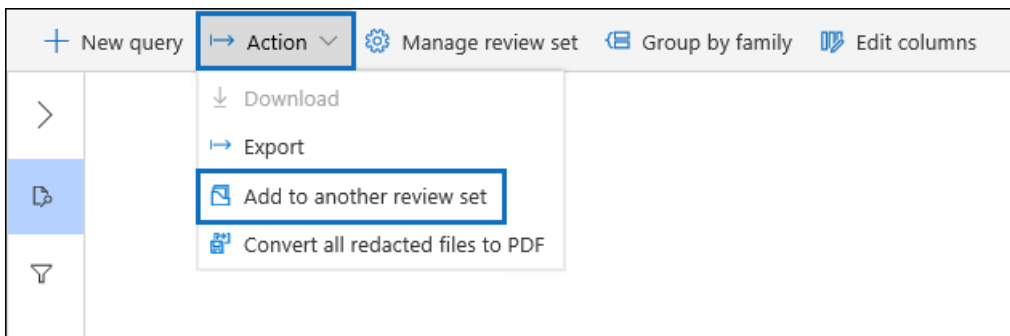 New query Action Manage review set Group by family Edit columns
Download
Export
Add to another review set
Convert all redacted files to PDF